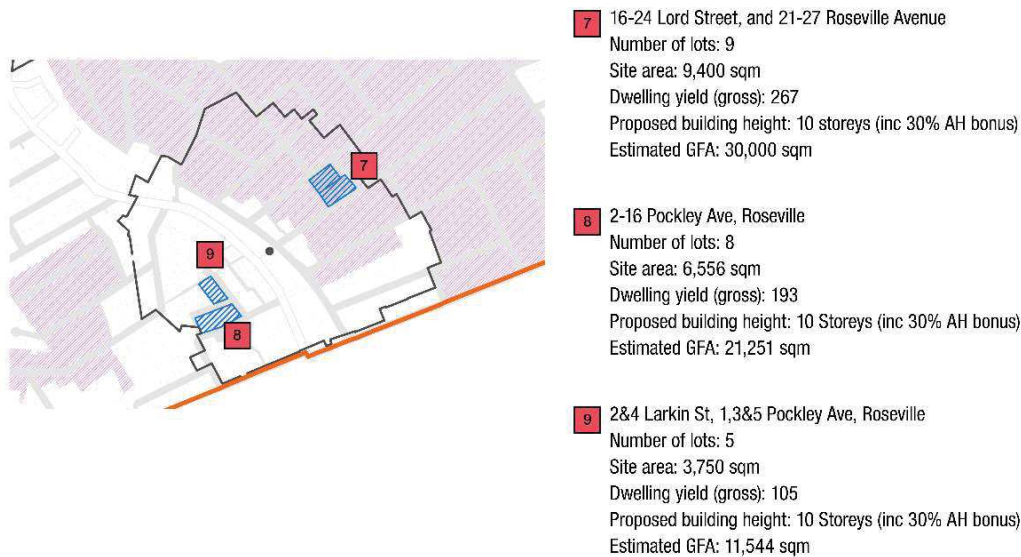 7
16-24 Lord Street, and 21-27 Roseville Avenue
Number of lots: 9
Site area: 9,400 sqm
Dwelling yield (gross): 267
Proposed building height: 10 storeys (inc 30% AH bonus)
Estimated GFA: 30,000 sqm
8
2-16 Pockley Ave, Roseville
Number of lots: 8
Site area: 6,556 sqm
Dwelling yield (gross): 193
Proposed building height: 10 Storeys (inc 30% AH bonus)
Estimated GFA: 21,251 sqm
9
2&4 Larkin St, 1,3&5 Pockley Ave, Roseville
Number of lots: 5
Site area: 3,750 sqm
Dwelling yield (gross): 105
Proposed building height: 10 Storeys (inc 30% AH bonus)
Estimated GFA: 11,544 sqm
7
9
8